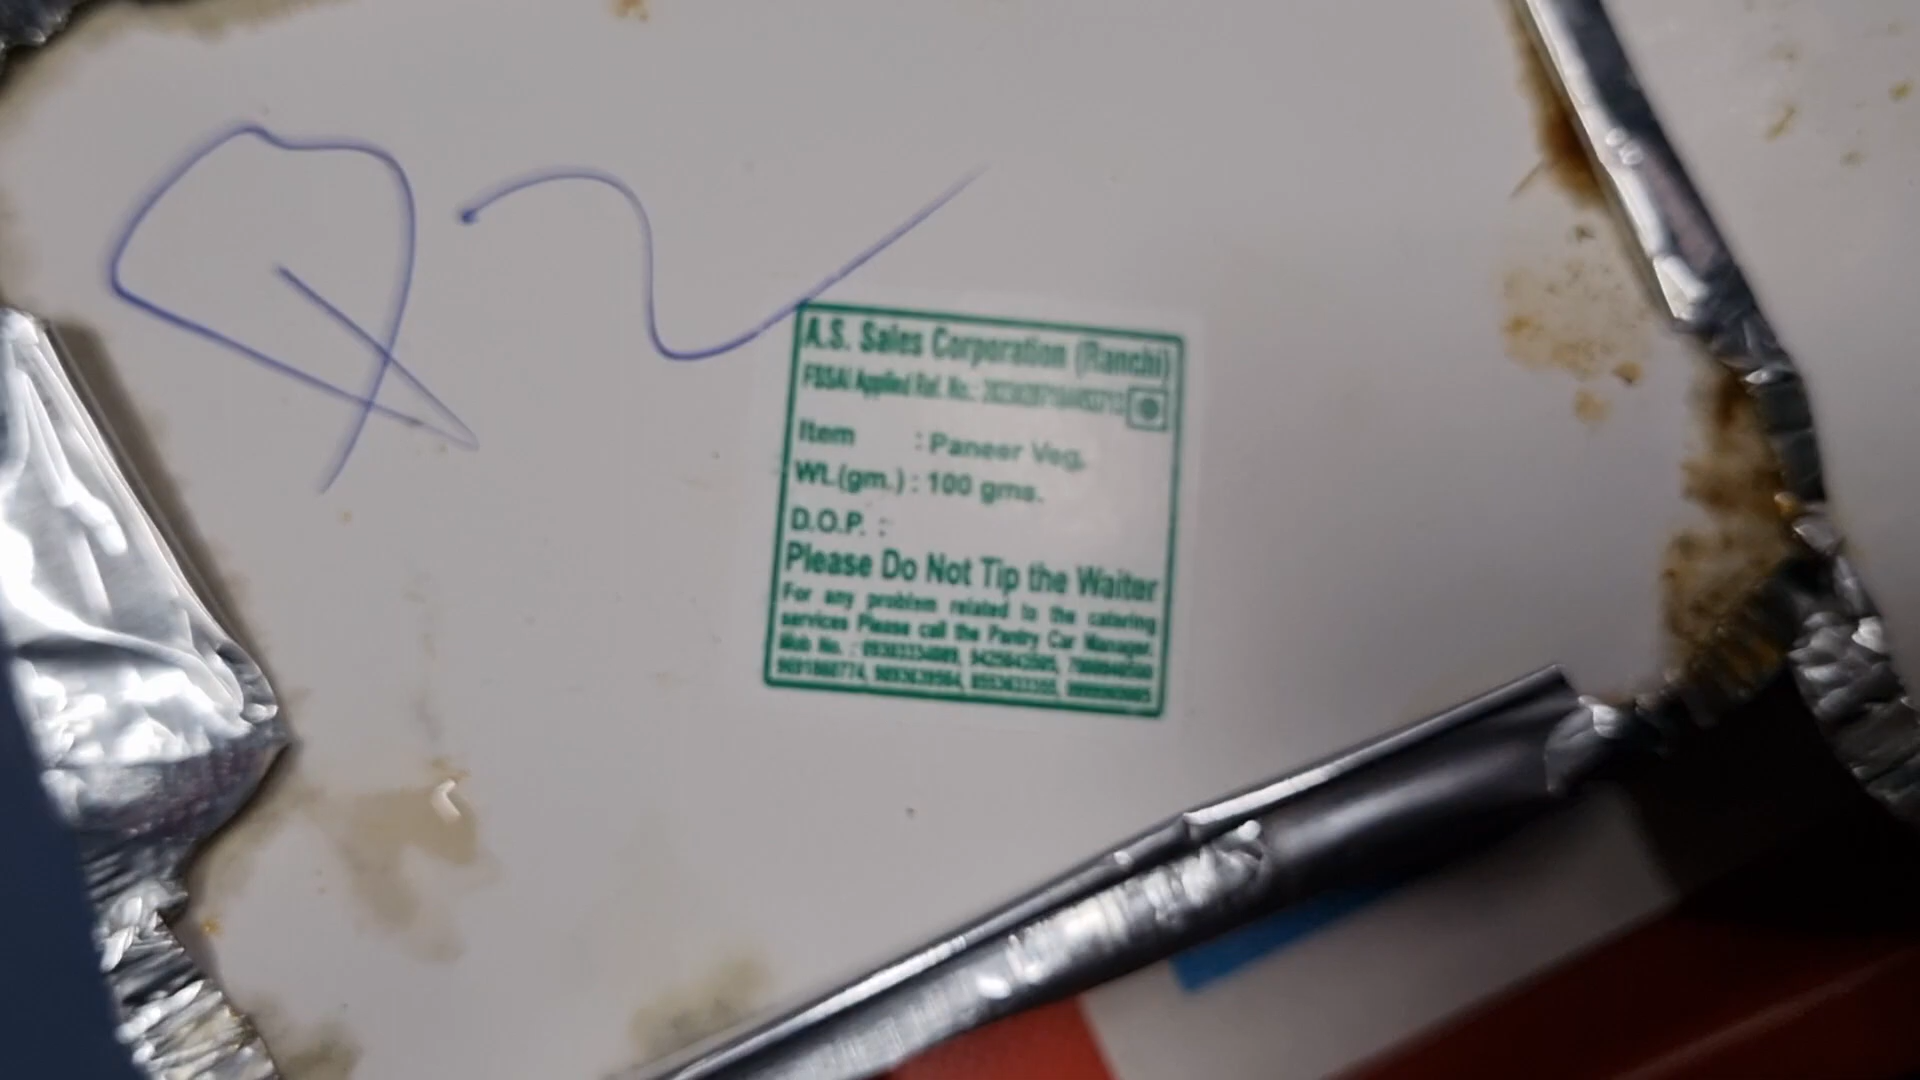 A.S. Sales Corporation (Ranchi)
FSSAI Applied Ref. No.:
Item : Paneer Veg.
Wt.(gm.) : 100 gms.
D.O.P. :
Please Do Not Tip the Waiter
For any problem related to the catering
services Please call the Pantry Car Manager.
Mob No. :